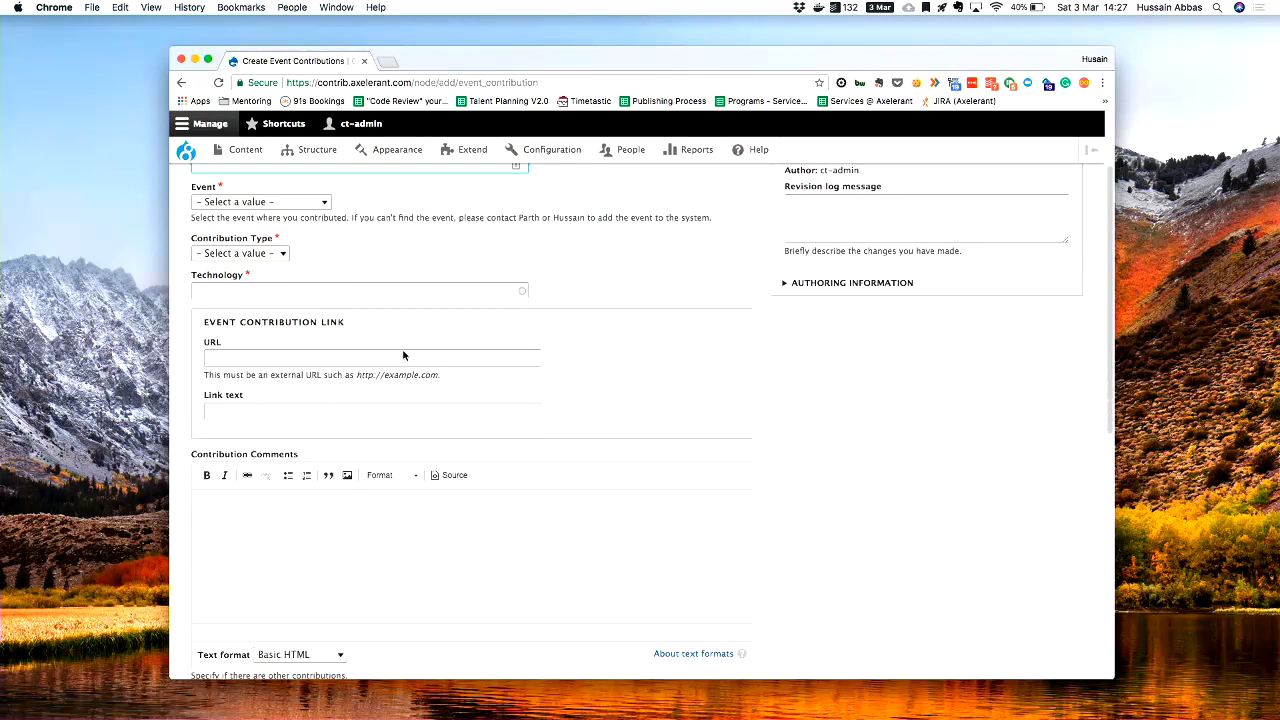 Chrome File Edit View History Bookmarks People Window Help 132 3 Mar 40% Sat 3 Mar 14:27 Hussain Abbas
Create Event Contributions | C Husain
Secure https://contrib.axelerant.com/node/add/event_contribution
Apps Mentoring 91s Bookings "Code Review" your... Talent Planning V2.0 Timetastic Publishing Process Programs - Service... Services @ Axelerant JIRA (Axelerant) »
Manage Shortcuts ct-admin
Content Structure Appearance Extend Configuration People Reports Help
Author: ct-admin
Event *
Revision log message
- Select a value -
Select the event where you contributed. If you can't find the event, please contact Parth or Hussain to add the event to the system.
Contribution Type *
- Select a value -
Briefly describe the changes you have made.
Technology *
AUTHORING INFORMATION
EVENT CONTRIBUTION LINK
URL
This must be an external URL such as http://example.com.
Link text
Contribution Comments
B I Format Source
Text format Basic HTML About text formats ?
Specify if there are other contributions.